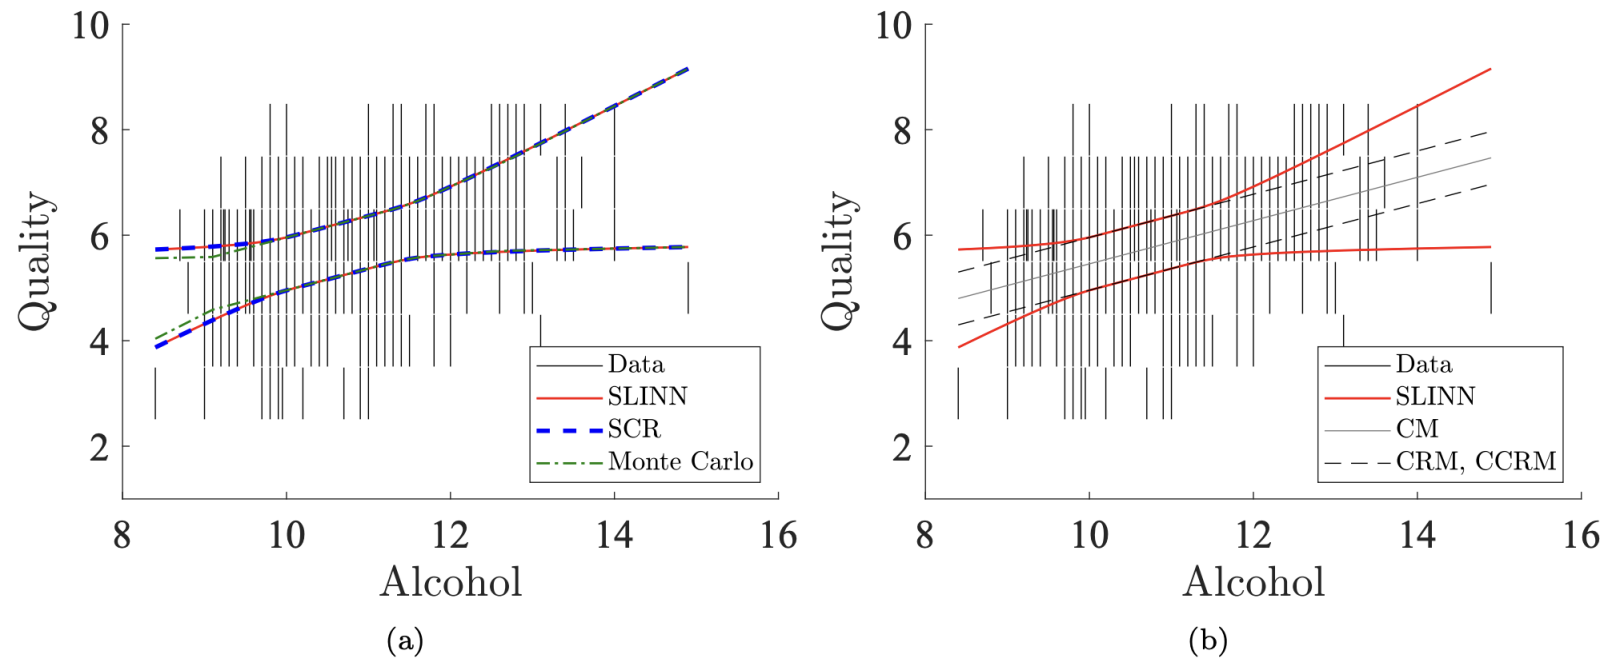 10
8
6
4
2
Quality
Data
SLINN
SCR
Monte Carlo
8 10 12 14 16
Alcohol
(a)
10
8
6
4
2
Quality
Data
SLINN
CM
CRM, CCRM
8 10 12 14 16
Alcohol
(b)